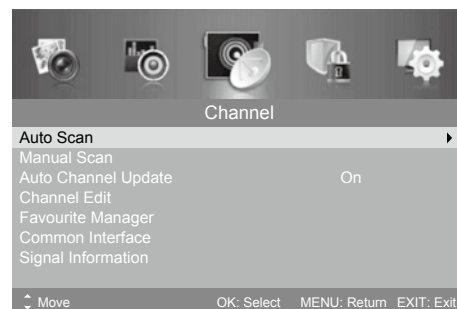 Channel
Auto Scan
Manual Scan
Auto Channel Update On
Channel Edit
Favourite Manager
Common Interface
Signal Information
Move OK: Select MENU: Return EXIT: Exit